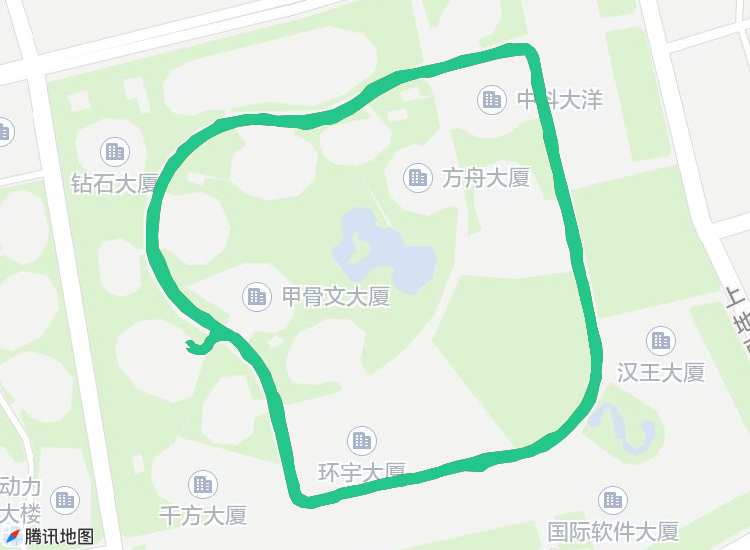 中科大洋
方舟大厦
钻石大厦
甲骨文大厦
上地
汉王大厦
环宇大厦
动力
大楼
千方大厦
国际软件大厦
腾讯地图